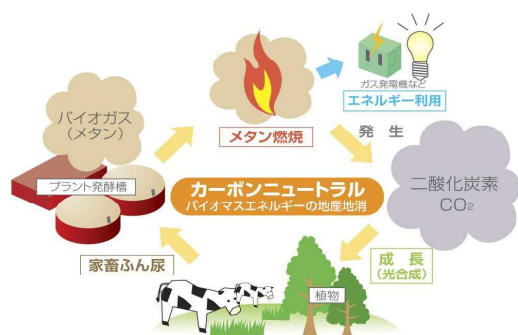 ガス発電機など
エネルギー利用
バイオガス
(メタン)
メタン燃焼
発生
プラント発酵槽
カーボンニュートラル
バイオマスエネルギーの地産地消
二酸化炭素
CO₂
家畜ふん尿
成長
(光合成)
植物